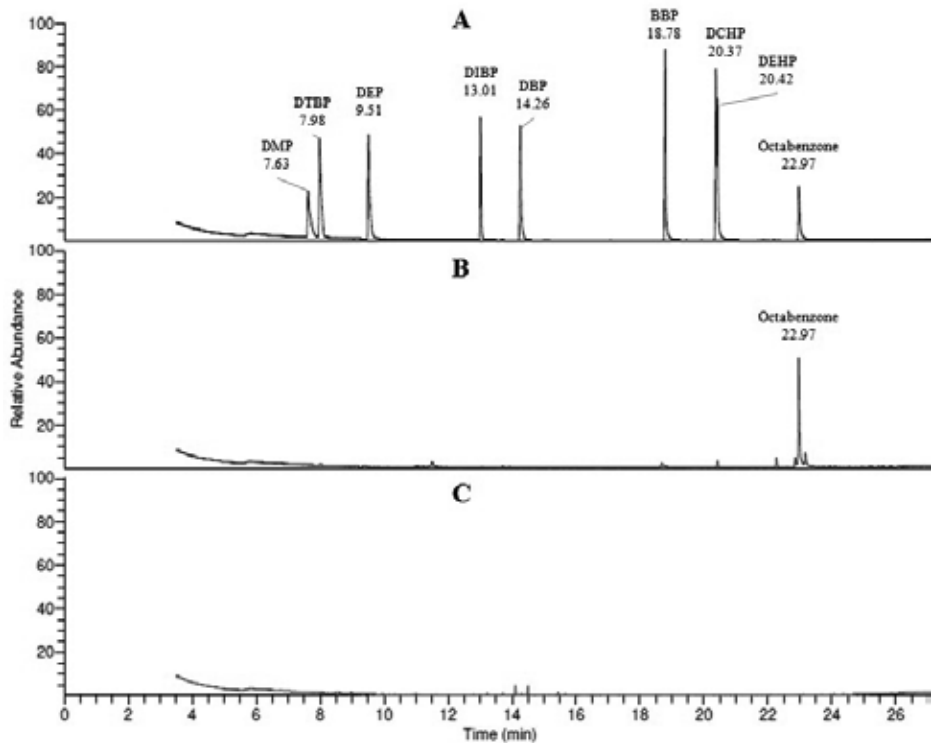 A
100
80
60
40
20
DMP
7.63
DTBP
7.98
DEP
9.51
DIBP
13.01
DBP
14.26
BBP
18.78
DCHP
20.37
DEHP
20.42
Octabenzone
22.97
B
100
80
60
40
20
Octabenzone
22.97
Relative Abundance
C
100
80
60
40
20
0 2 4 6 8 10 12 14 16 18 20 22 24 26
Time (min)